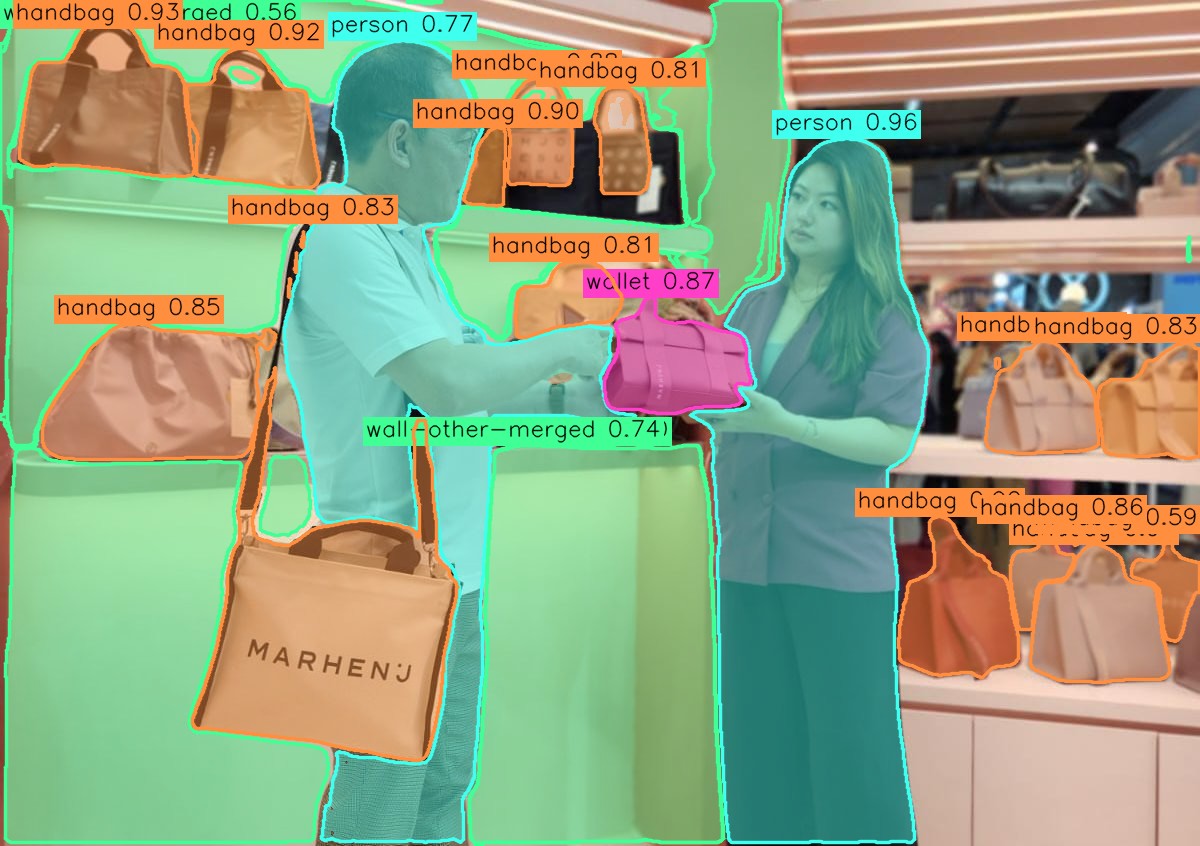 handbag 0.93
raed 0.56
handbag 0.92
person 0.77
handbag 0.81
handbag 0.90
person 0.96
handbag 0.83
handbag 0.81
wallet 0.87
handbag 0.85
handbag 0.83
wall-other-merged 0.74)
handbag
handbag 0.86
0.59
MARHENJ